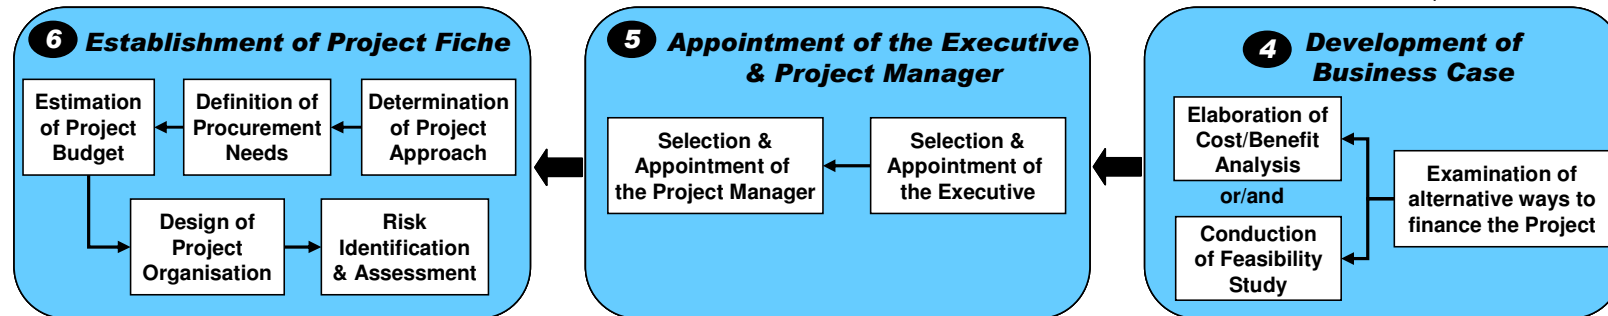 6 Establishment of Project Fiche
Estimation
of Project
Budget
Definition of
Procurement
Needs
Determination
of Project
Approach
Design of
Project
Organisation
Risk
Identification
& Assessment
5 Appointment of the Executive
& Project Manager
Selection &
Appointment of
the Project Manager
Selection &
Appointment of
the Executive
4 Development of
Business Case
Elaboration of
Cost/Benefit
Analysis
or/and
Conduction
of Feasibility
Study
Examination of
alternative ways to
finance the Project